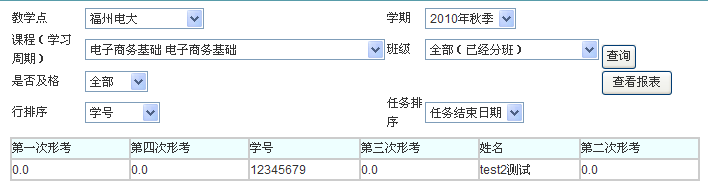 教学点 福州电大 学期 2010年秋季
课程（学习周期） 电子商务基础 电子商务基础 班级 全部（已经分班） 查询
是否及格 全部 查看报表
行排序 学号 任务排序 任务结束日期
第一次形考 第四次形考 学号 第三次形考 姓名 第二次形考
0.0 0.0 12345679 0.0 test2测试 0.0